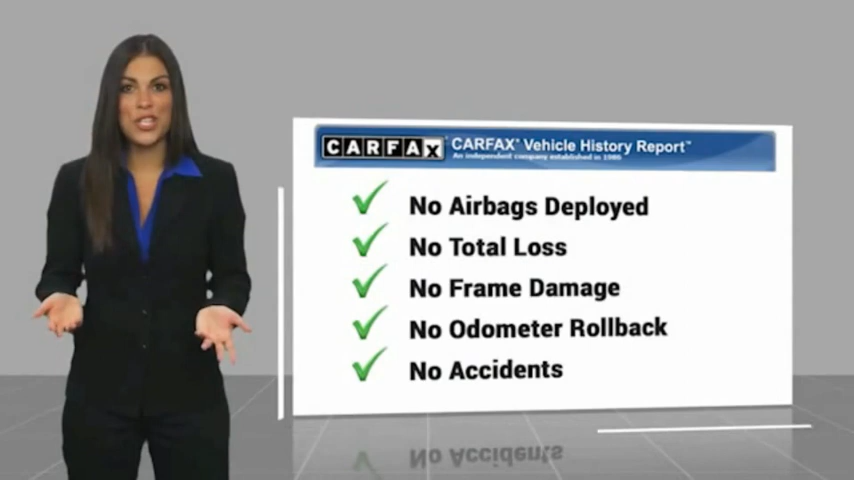 CARFAX CARFAX® Vehicle History Report™
An independent company established in 1986
No Airbags Deployed
No Total Loss
No Frame Damage
No Odometer Rollback
No Accidents
No Accidents